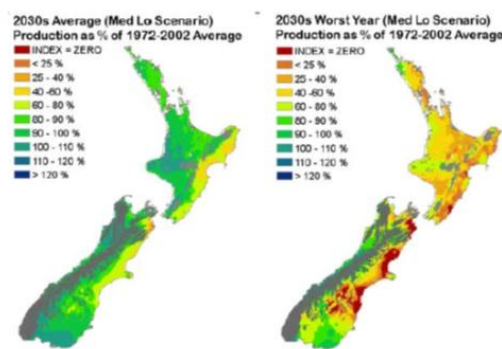 2030s Average (Med Lo Scenario)
Production as % of 1972-2002 Average
INDEX = ZERO
< 25 %
25 - 40 %
40 -60 %
60 - 80 %
80 - 90 %
90 - 100 %
100 - 110 %
110 - 120 %
> 120 %
2030s Worst Year (Med Lo Scenario)
Production as % of 1972-2002 Average
INDEX = ZERO
< 25 %
25 - 40 %
40 -60 %
60 - 80 %
80 - 90 %
90 - 100 %
100 - 110 %
110 - 120 %
> 120 %